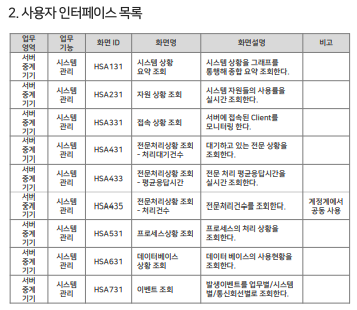 2. 사용자 인터페이스 목록
업무 영역 업무 기능 화면 ID 화면명 화면설명 비고
서버 중계 기기 시스템 관리 HSA131 시스템 상황 요약 조회 시스템 상황을 그래프로 통해 종합 요약 조회한다.
서버 중계 기기 시스템 관리 HSA231 자원 상황 조회 시스템 자원들의 사용률을 실시간 조회한다.
서버 중계 기기 시스템 관리 HSA331 접속 상황 조회 서버에 접속된 Client를 모니터링 한다.
서버 중계 기기 시스템 관리 HSA431 전문처리상황 조회 - 처리대기건수 대기하고 있는 전문 상황을 조회한다.
서버 중계 기기 시스템 관리 HSA433 전문처리상황 조회 - 평균응답시간 전문 처리 평균응답시간을 실시간 조회한다.
서버 중계 기기 시스템 관리 HSA435 전문처리상황 조회 - 처리건수 전문처리건수를 조회한다. 계정계에서 공동 사용
서버 중계 기기 시스템 관리 HSA531 프로세스상황 조회 프로세스의 처리 상황을 조회한다.
서버 중계 기기 시스템 관리 HSA631 데이터베이스 상황 조회 데이터 베이스의 사용현황을 조회한다.
서버 중계 기기 시스템 관리 HSA731 이벤트 조회 발생이벤트를 업무별/시스템별/통신회선별로 조회한다.